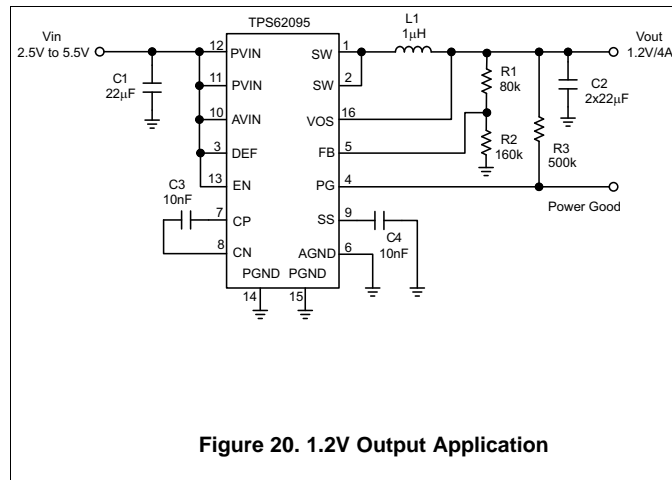 TPS62095
Vin
2.5V to 5.5V
C1
22μF
12
PVIN
11
PVIN
10
AVIN
3
DEF
13
EN
C3
10nF
7
CP
8
CN
PGND
14
PGND
15
SW
1
SW
2
VOS
16
FB
5
PG
4
SS
9
AGND
6
C4
10nF
L1
1μH
R1
80k
R2
160k
R3
500k
C2
2x22μF
Vout
1.2V/4A
Power Good
Figure 20. 1.2V Output Application